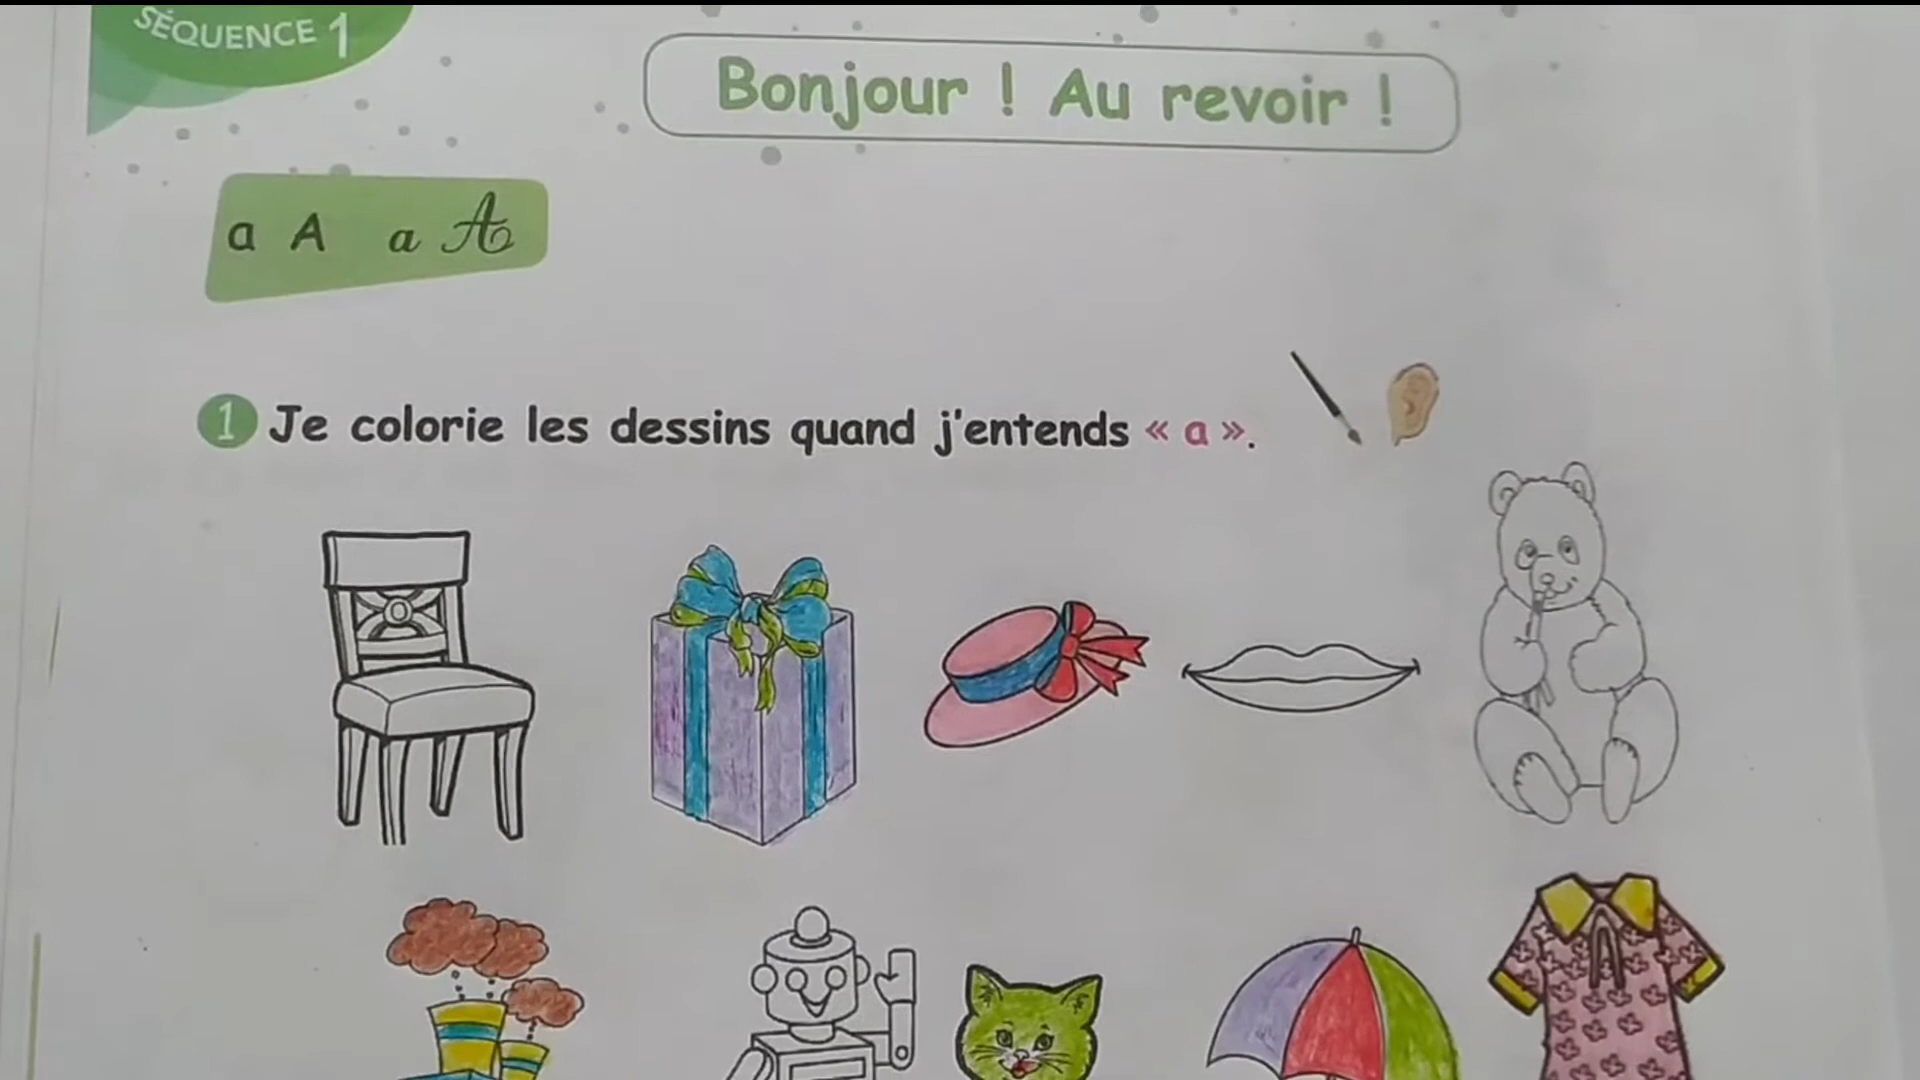 SÉQUENCE 1
Bonjour ! Au revoir !
a A a A
1 Je colorie les dessins quand j'entends « a ».